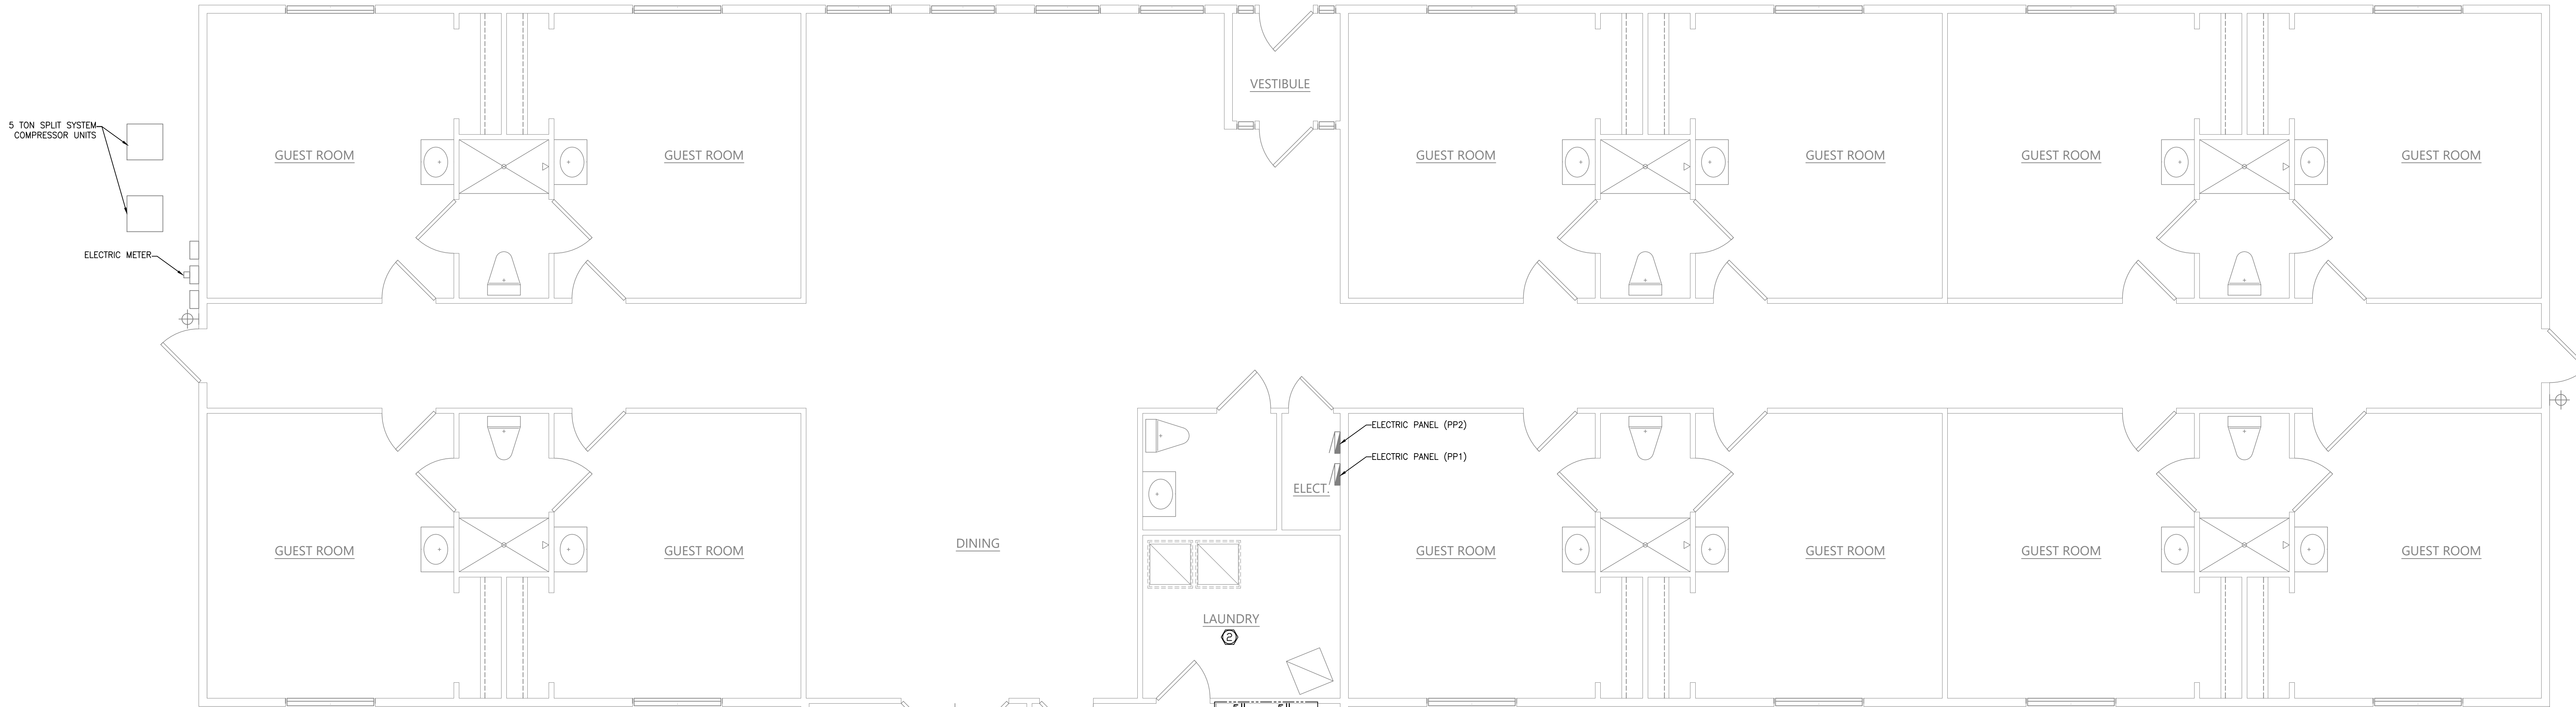 VESTIBULE
5 TON SPLIT SYSTEM
COMPRESSOR UNITS
GUEST ROOM
GUEST ROOM
GUEST ROOM
GUEST ROOM
GUEST ROOM
GUEST ROOM
ELECTRIC METER
ELECTRIC PANEL (PP2)
ELECTRIC PANEL (PP1)
ELECT.
DINING
GUEST ROOM
GUEST ROOM
GUEST ROOM
GUEST ROOM
GUEST ROOM
GUEST ROOM
LAUNDRY
2